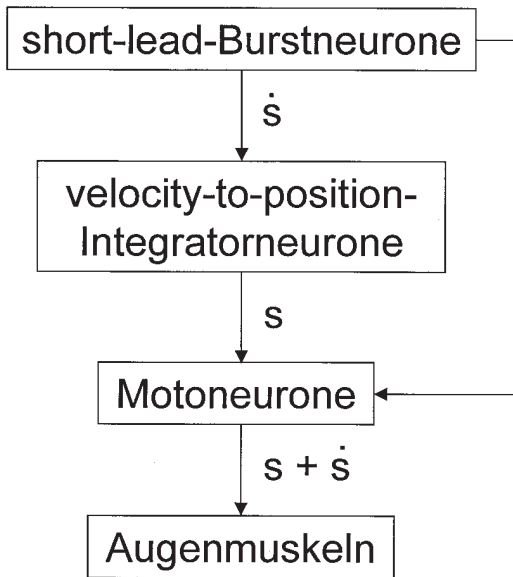 short-lead-Burstneurone
ṡ
velocity-to-position-
Integratorneurone
s
Motoneurone
s + ṡ
Augenmuskeln